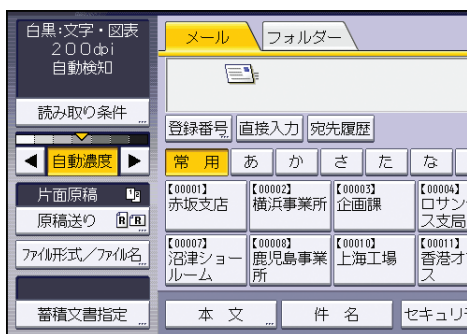 白黒:文字・図表
200dpi
自動検知
読み取り条件
自動濃度
片面原稿
原稿送り
ファイル形式/ファイル名
蓄積文書指定
メール
フォルダー
登録番号 直接入力 宛先履歴
常用 あ か さ た な
【00001】 【00002】 【00003】 【00004】
赤坂支店 横浜事業所 企画課 ロサン
ス支局
【00007】 【00008】 【00010】 【00011】
沼津ショー 鹿児島事業 上海工場 香港オ
ルーム 所 ス
本文 件名 セキュリ